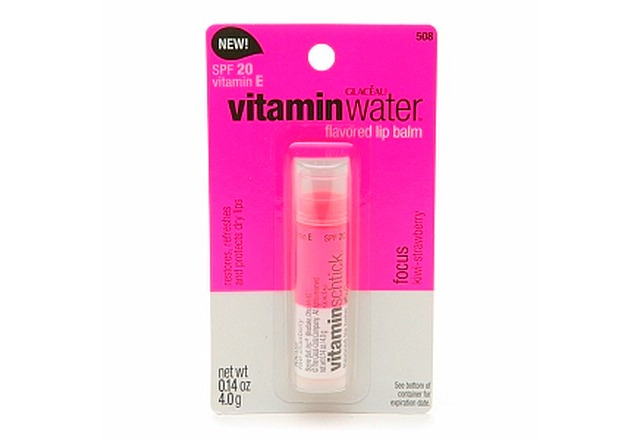 NEW!
508
SPF 20
vitamin E
GLACÉAU
vitaminwater
flavored lip balm
restores, refreshes
and protects dry lips
focus
kiwi-strawberry
SPF 20
vitaminschtick
net wt
0.14 oz
4.0 g
See bottom of
container for
expiration date.